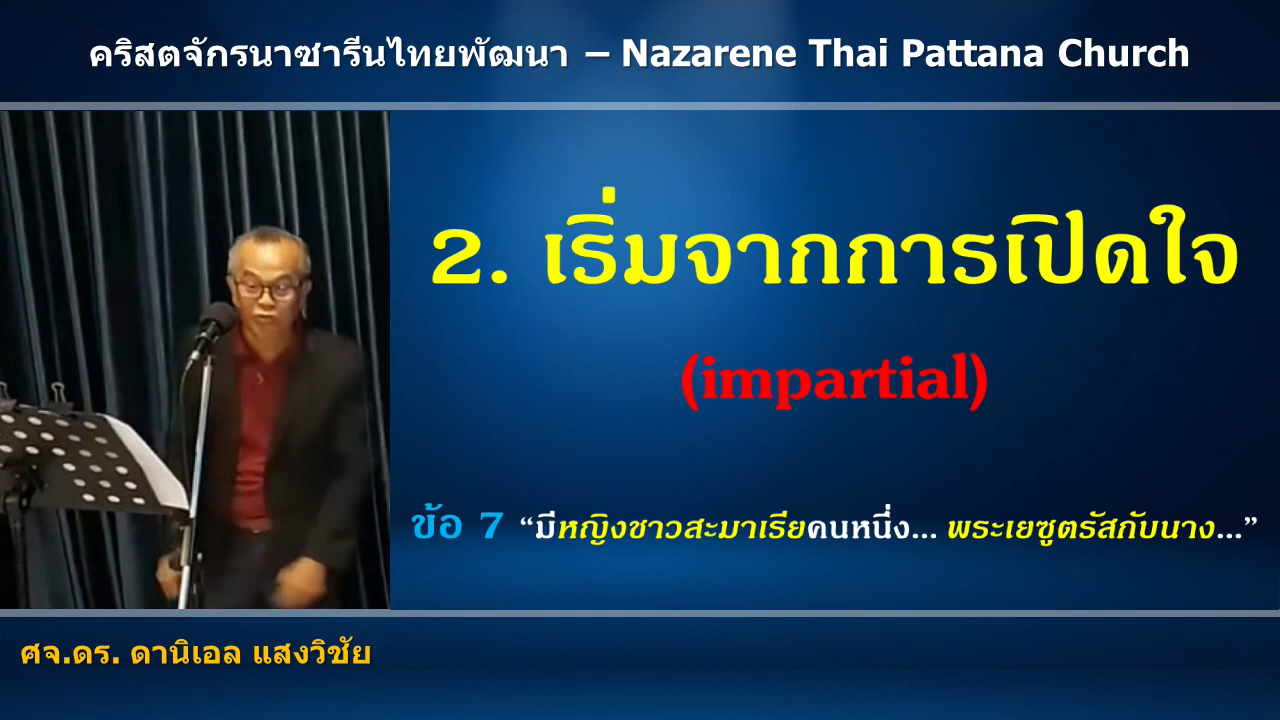 คริสตจักรนาซารีนไทยพัฒนา – Nazarene Thai Pattana Church
2. เริ่มจากการเปิดใจ
(impartial)
ข้อ 7 “มีหญิงชาวสะมาเรียคนหนึ่ง... พระเยซูตรัสกับนาง...”
ศจ.ดร. ดานิเอล แสงวิชัย